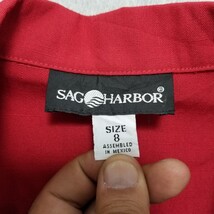 SAG HARBOR®
SIZE
8
ASSEMBLED
IN MEXICO